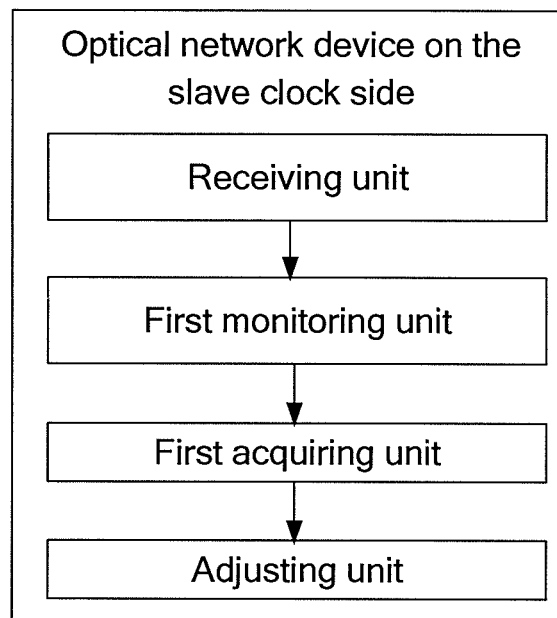 Optical network device on the
slave clock side
Receiving unit
First monitoring unit
First acquiring unit
Adjusting unit